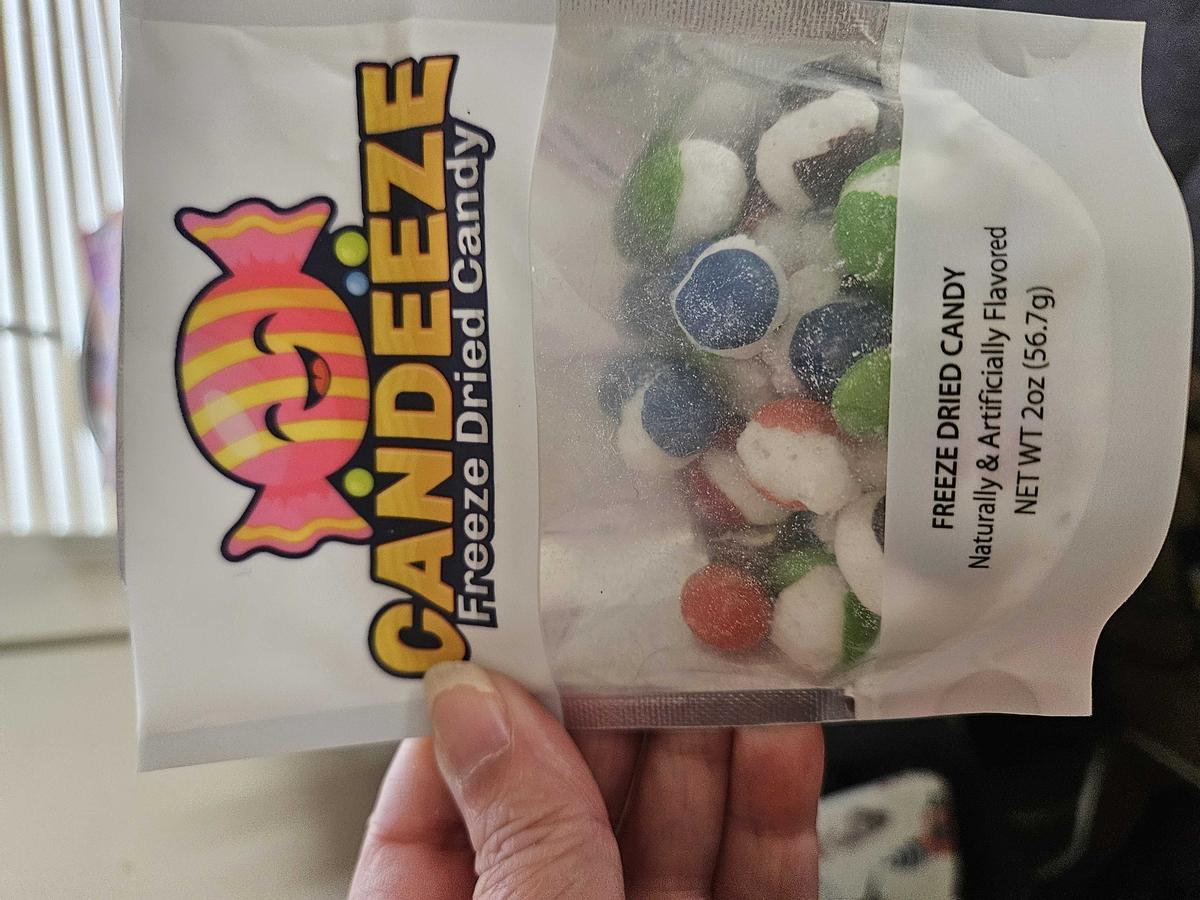 CANDEEZE
Freeze Dried Candy
FREEZE DRIED CANDY
Naturally & Artificially Flavored
NET WT 2oz (56.7g)